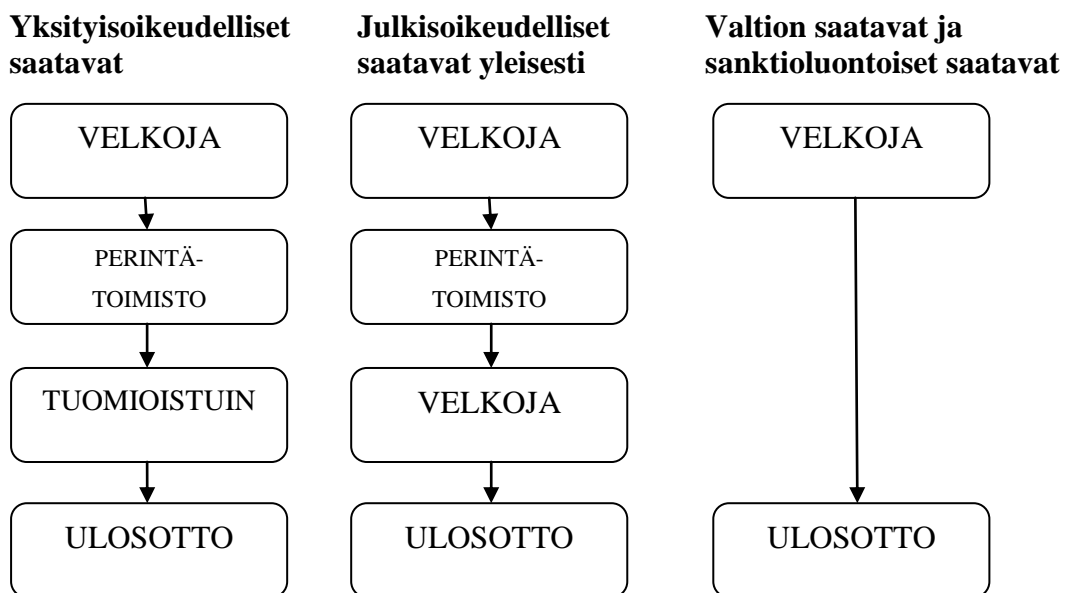 Yksityisoikeudelliset
saatavat
Julkisoikeudelliset
saatavat yleisesti
Valtion saatavat ja
sanktioluontoiset saatavat
VELKOJA
PERINTÄ-
TOIMISTO
TUOMIOISTUIN
ULOSOTTO
VELKOJA
PERINTÄ-
TOIMISTO
VELKOJA
ULOSOTTO
VELKOJA
ULOSOTTO